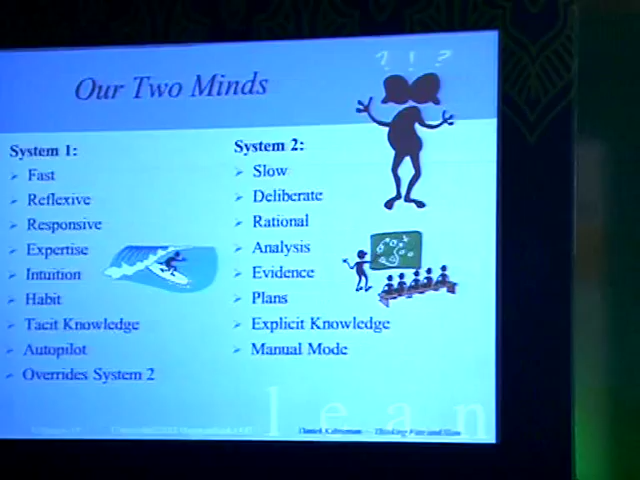 ? ! ?
Our Two Minds
System 1:
Fast
Reflexive
Responsive
Expertise
Intuition
Habit
Tacit Knowledge
Autopilot
Overrides System 2
System 2:
Slow
Deliberate
Rational
Analysis
Evidence
Plans
Explicit Knowledge
Manual Mode
lean
Daniel Kahneman – Thinking Fast and Slow